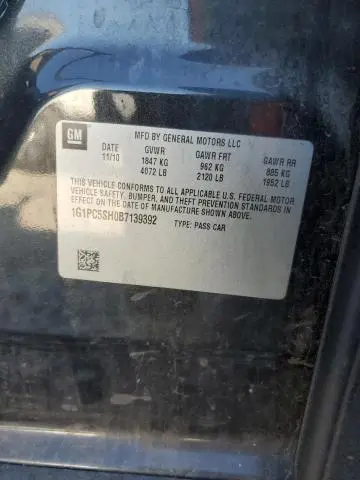 GM
MFD BY GENERAL MOTORS LLC
DATE GVWR GAWR FRT GAWR RR
11/10 1847 KG 962 KG 885 KG
4072 LB 2120 LB 1952 LB
THIS VEHICLE CONFORMS TO ALL APPLICABLE U.S. FEDERAL MOTOR
VEHICLE SAFETY, BUMPER, AND THEFT PREVENTION STANDARDS IN
EFFECT ON THE DATE OF MANUFACTURE SHOWN ABOVE.
1G1PC5SH0B7139392 TYPE: PASS CAR